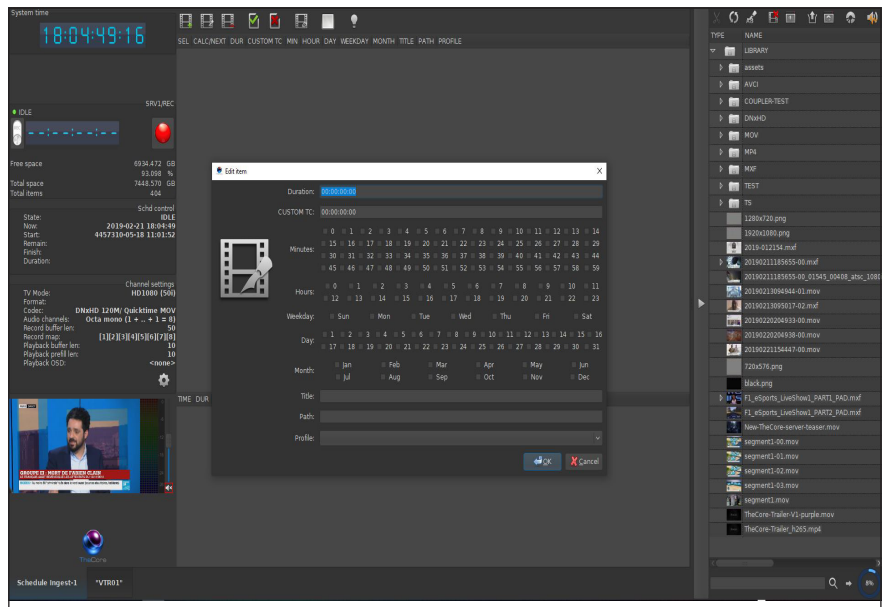 System time
18:04:49:16
SEL CALC/NEXT DUR CUSTOM TC MIN HOUR DAY WEEKDAY MONTH TITLE PATH PROFILE
SRV1/REC
IDLE
--:--:--:--
Free space 6934.472 GB
93.098 %
Total space 7448.570 GB
Total items 404
Schd control
State: IDLE
Now: 2019-02-21 18:04:49
Start: 4457310-05-18 11:01:52
Remain:
Finish:
Duration:
Channel settings
TV Mode: HD1080 (50i)
Format:
Codec: DNxHD 120M/ Quicktime MOV
Audio channels: Octa mono (1 + .. + 1 = 8)
Record buffer len: 50
Record map: [1][2][3][4][5][6][7][8]
Playback buffer len: 10
Playback prefill len: 10
Playback OSD: <none>
TIME DUR
GROUPE EI : MORT DE FABIEN CLAIN
TheCore
Schedule Ingest-1 "VTR01"
Edit item X
Duration: 00:00:00:00
CUSTOM TC: 00:00:00:00
Minutes:
0 1 2 3 4 5 6 7 8 9 10 11 12 13 14
15 16 17 18 19 20 21 22 23 24 25 26 27 28 29
30 31 32 33 34 35 36 37 38 39 40 41 42 43 44
45 46 47 48 49 50 51 52 53 54 55 56 57 58 59
Hours:
0 1 2 3 4 5 6 7 8 9 10 11
12 13 14 15 16 17 18 19 20 21 22 23
Weekday: Sun Mon Tue Wed Thu Fri Sat
Day:
1 2 3 4 5 6 7 8 9 10 11 12 13 14 15 16
17 18 19 20 21 22 23 24 25 26 27 28 29 30 31
Month:
Jan Feb Mar Apr May Jun
Jul Aug Sep Oct Nov Dec
Title:
Path:
Profile:
OK Cancel
TYPE NAME
LIBRARY
assets
AVCI
COUPLER-TEST
DNxHD
MOV
MP4
MXF
TEST
TS
1280x720.png
1920x1080.png
2019-012154.mxf
20190211185655-00.mxf
20190211185655-00_01545_00408_atsc_1080
20190213094944-01.mov
20190213095017-02.mxf
20190220204933-00.mov
20190220204938-00.mov
20190221154447-00.mov
720x576.png
black.png
F1_eSports_LiveShow1_PART1_PAD.mxf
F1_eSports_LiveShow1_PART2_PAD.mxf
New-TheCore-server-teaser.mov
segment1-00.mov
segment1-01.mov
segment1-02.mov
segment1-03.mov
segment1.mov
TheCore-Trailer-V1-purple.mov
TheCore-Trailer_h265.mp4
8%